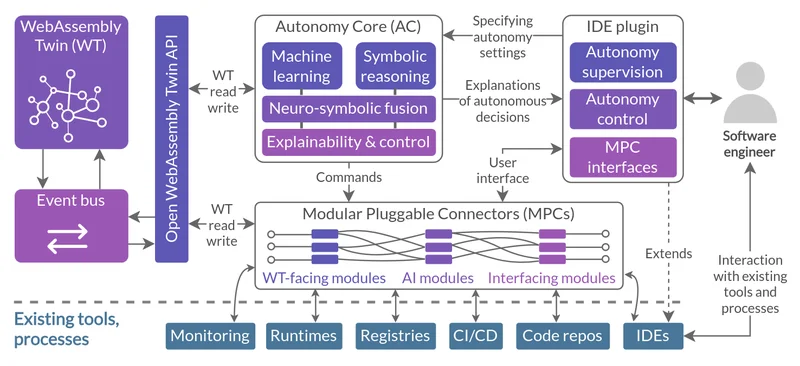 WebAssembly
Twin (WT)
Event bus
Open WebAssembly Twin API
WT
read
write
WT
read
write
Autonomy Core (AC)
Machine
learning
Symbolic
reasoning
Neuro-symbolic fusion
Explainability & control
Commands
Specifying
autonomy
settings
Explanations
of autonomous
decisions
User
interface
IDE plugin
Autonomy
supervision
Autonomy
control
MPC
interfaces
Software
engineer
Modular Pluggable Connectors (MPCs)
WT-facing modules
AI modules
Interfacing modules
Extends
Interaction
with existing
tools and
processes
Existing tools,
processes
Monitoring
Runtimes
Registries
CI/CD
Code repos
IDEs